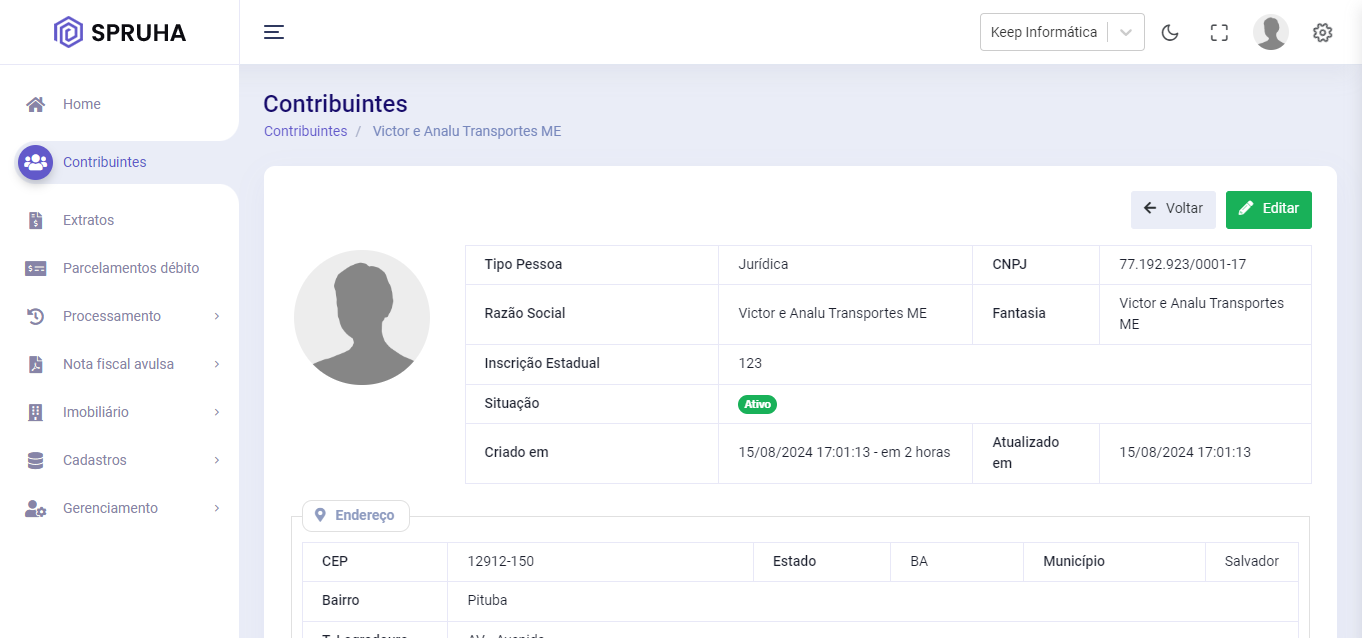 SPRUHA
Keep Informática
Home
Contribuintes
Extratos
Parcelamentos débito
Processamento
Nota fiscal avulsa
Imobiliário
Cadastros
Gerenciamento
Contribuintes
Contribuintes / Victor e Analu Transportes ME
Voltar
Editar
Tipo Pessoa Jurídica CNPJ 77.192.923/0001-17
Razão Social Victor e Analu Transportes ME Fantasia Victor e Analu Transportes
ME
Inscrição Estadual 123
Situação Ativo
Criado em 15/08/2024 17:01:13 - em 2 horas Atualizado
em 15/08/2024 17:01:13
Endereço
CEP 12912-150 Estado BA Município Salvador
Bairro Pituba
T. Logradouro AV - Avenida